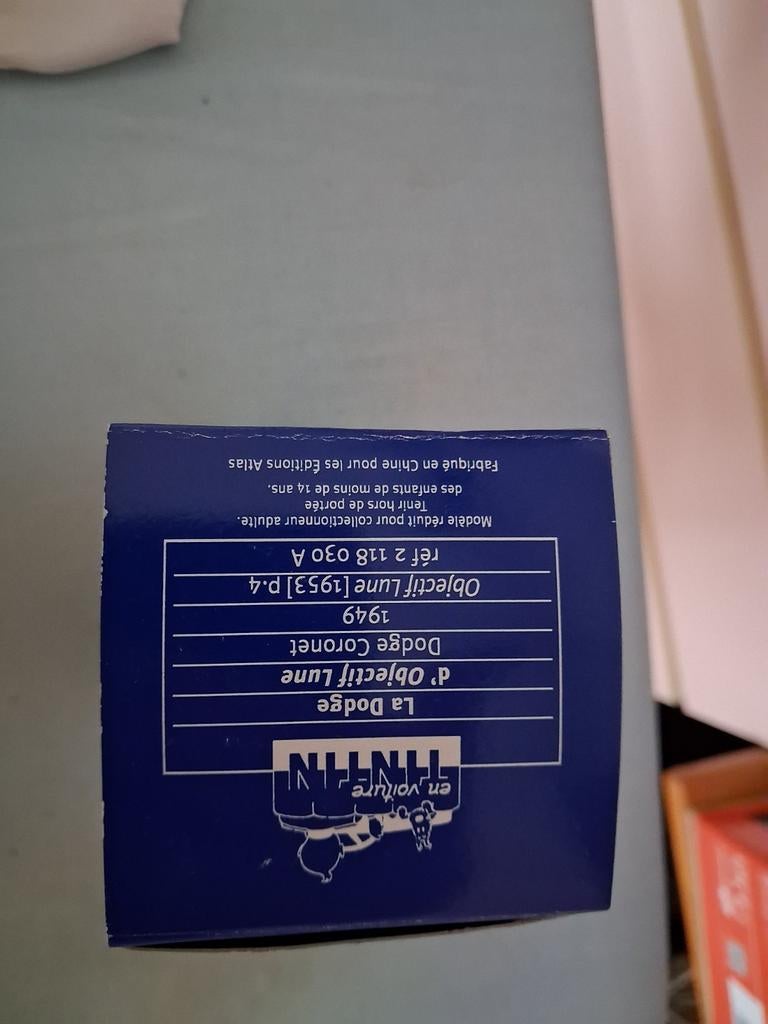 en voiture
TINTIN
La Dodge
d'Objectif Lune
Dodge Coronet
1949
Objectif Lune [1953] p.4
réf 2 118 030 A
Modèle réduit pour collectionneur adulte.
Tenir hors de portée
des enfants de moins de 14 ans.
Fabriqué en Chine pour les Éditions Atlas